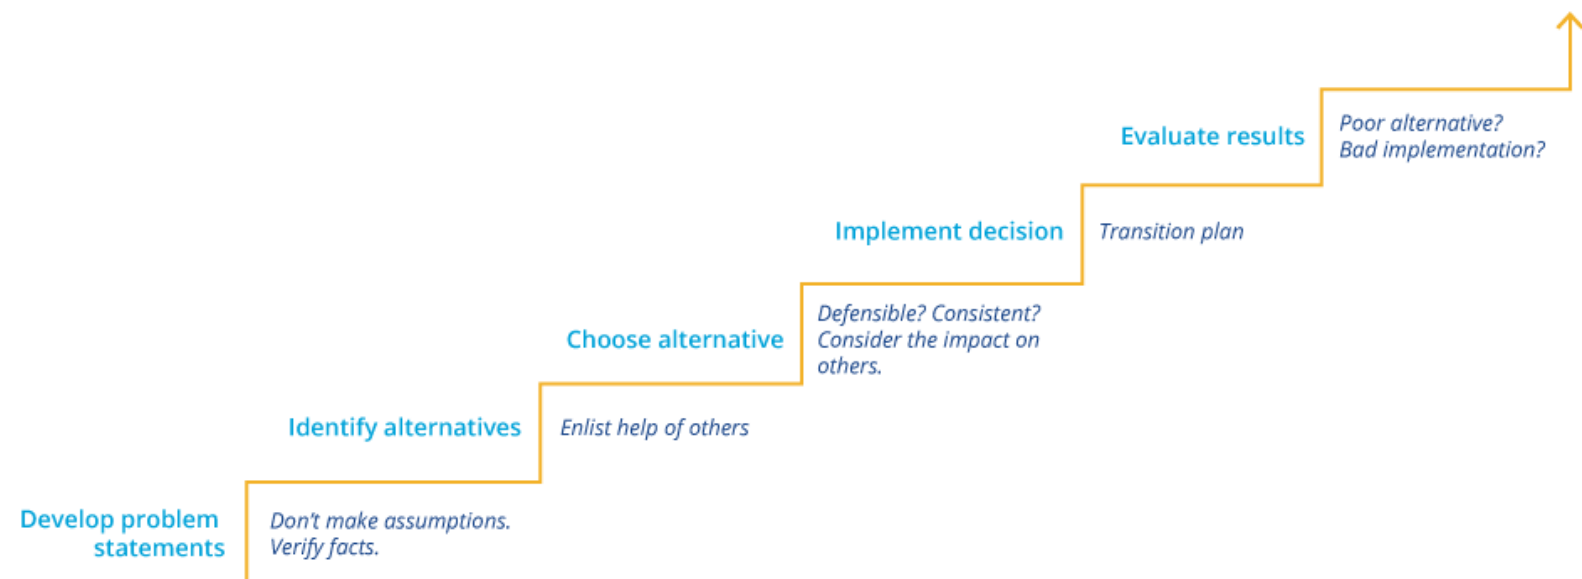 Develop problem
statements
Don't make assumptions.
Verify facts.
Identify alternatives
Enlist help of others
Choose alternative
Defensible? Consistent?
Consider the impact on
others.
Implement decision
Transition plan
Evaluate results
Poor alternative?
Bad implementation?